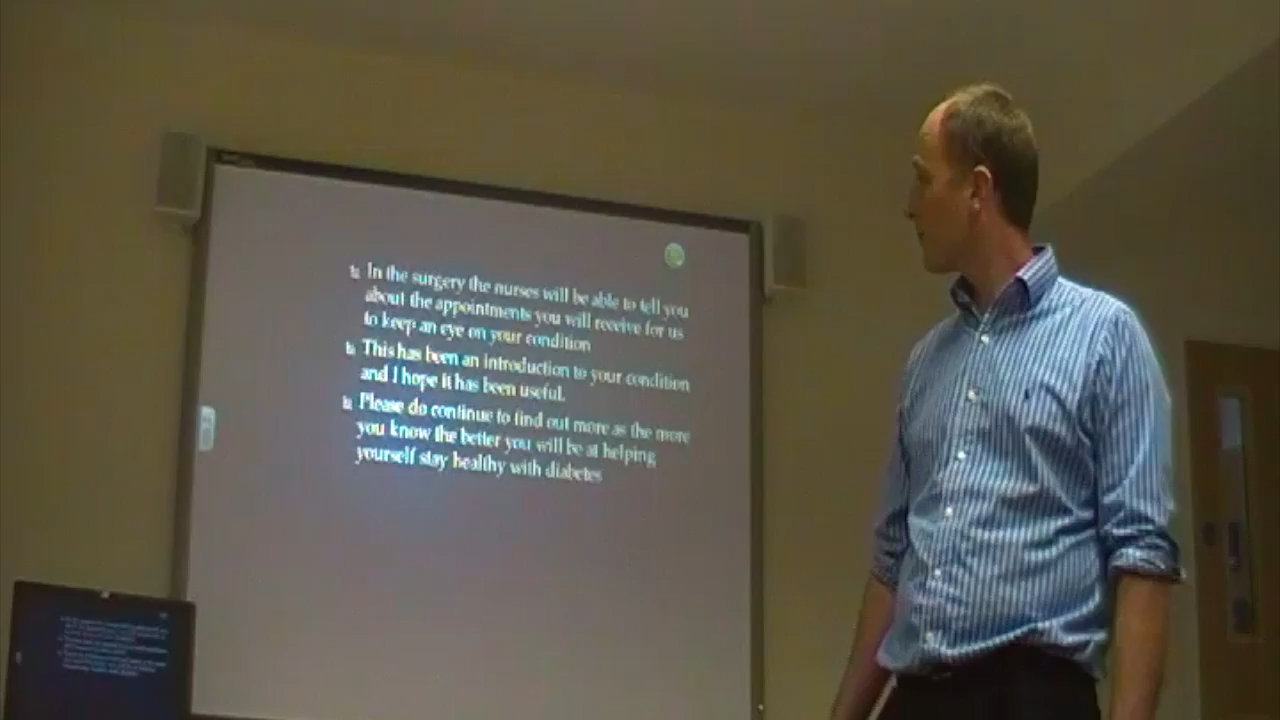 In the surgery the nurses will be able to tell you
about the appointments you will receive for us
to keep an eye on your condition
This has been an introduction to your condition
and I hope it has been useful.
Please do continue to find out more as the more
you know the better you will be at helping
yourself stay healthy with diabetes